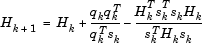 H_{k+1} = H_k + \frac{q_k q_k^T}{q_k^T s_k} - \frac{H_k^T s_k^T s_k H_k}{s_k^T H_k s_k}